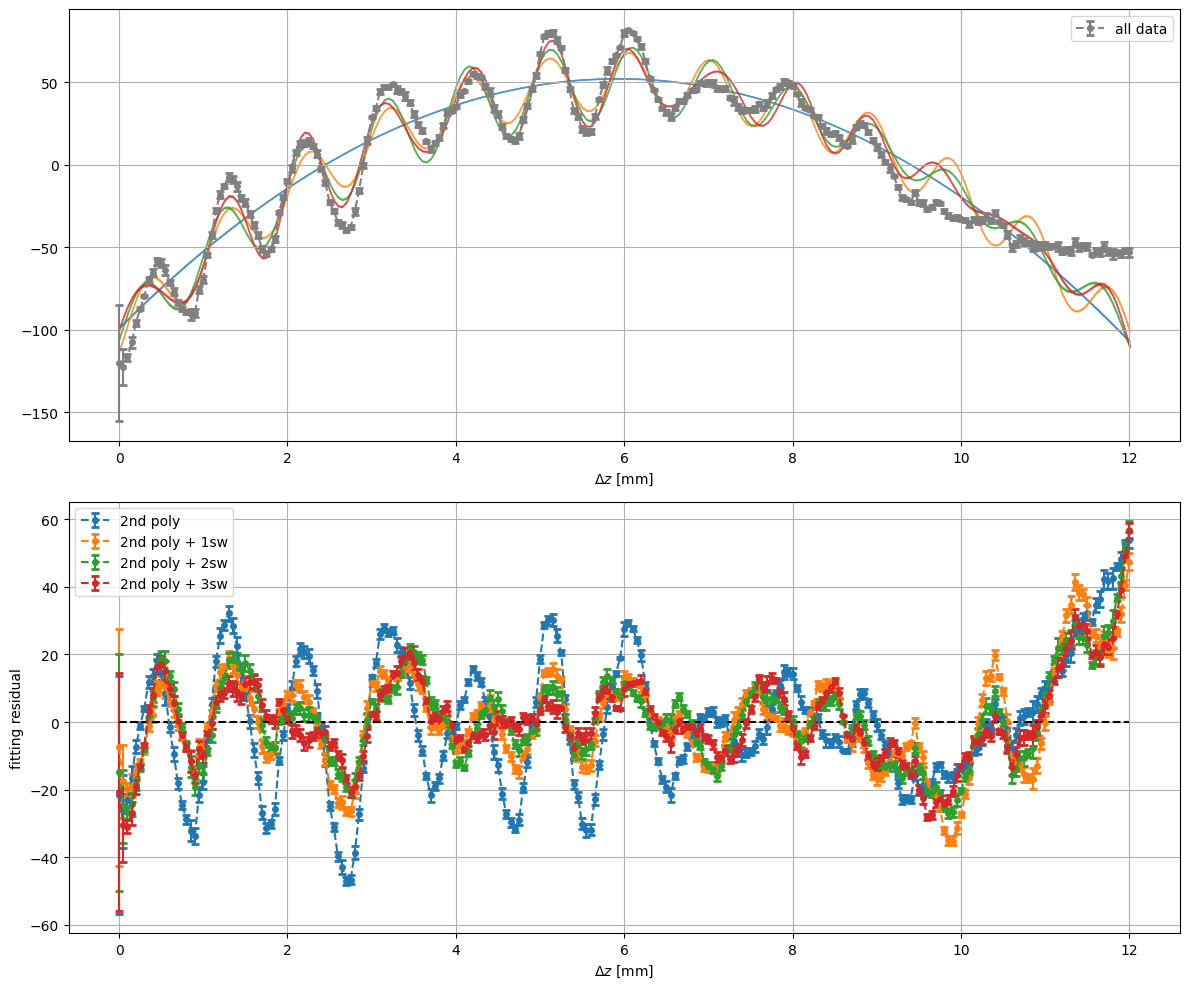 all data
50
0
−50
−100
−150
0 2 4 6 8 10 12
Δz [mm]
2nd poly
2nd poly + 1sw
2nd poly + 2sw
2nd poly + 3sw
fitting residual
60
40
20
0
−20
−40
−60
0 2 4 6 8 10 12
Δz [mm]